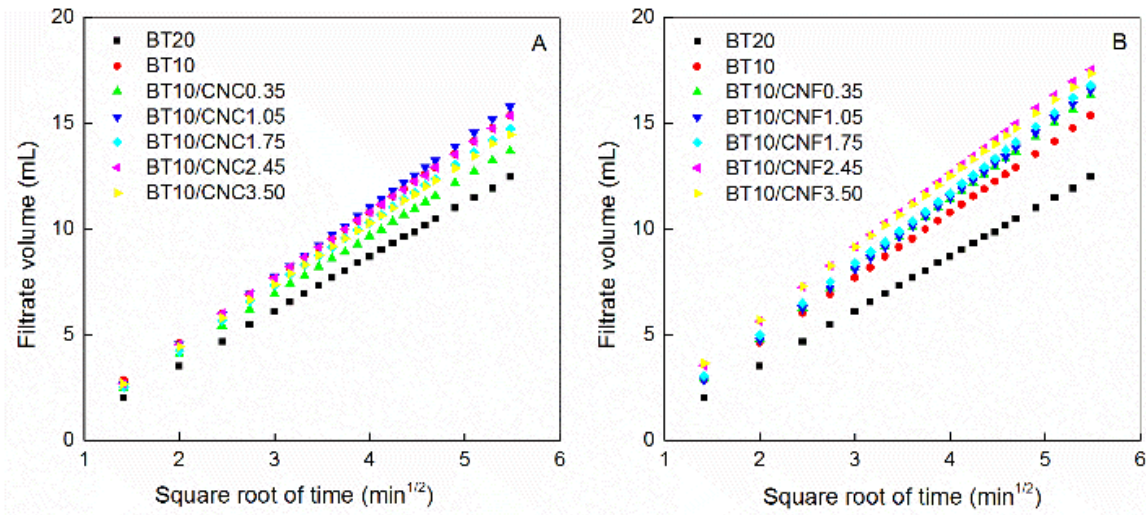 A
BT20
BT10
BT10/CNC0.35
BT10/CNC1.05
BT10/CNC1.75
BT10/CNC2.45
BT10/CNC3.50
Filtrate volume (mL)
20
15
10
5
0
1 2 3 4 5 6
Square root of time (min1/2)
B
BT20
BT10
BT10/CNF0.35
BT10/CNF1.05
BT10/CNF1.75
BT10/CNF2.45
BT10/CNF3.50
Filtrate volume (mL)
20
15
10
5
0
1 2 3 4 5 6
Square root of time (min1/2)